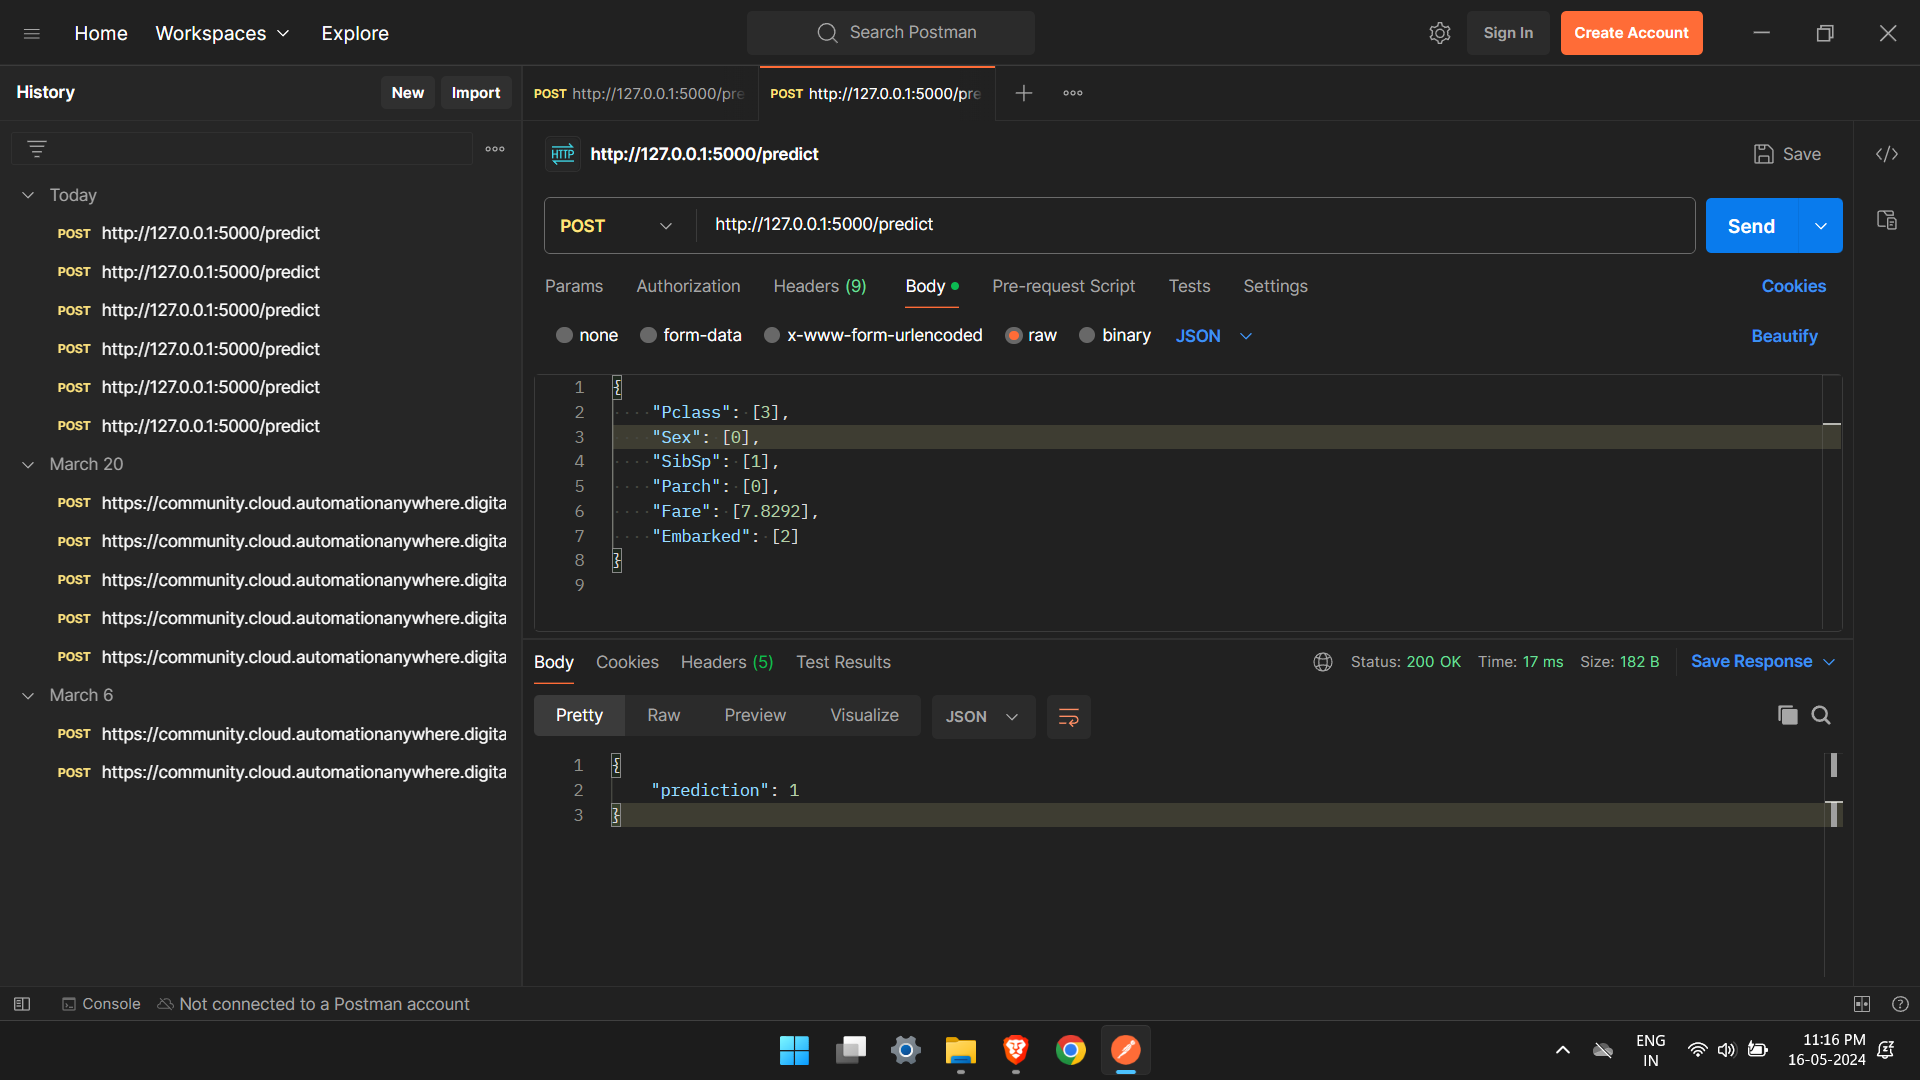 Home
Workspaces
Explore
Search Postman
Sign In
Create Account
History
New
Import
POST http://127.0.0.1:5000/pre
POST http://127.0.0.1:5000/pre
HTTP
http://127.0.0.1:5000/predict
Save
Today
POST http://127.0.0.1:5000/predict
POST http://127.0.0.1:5000/predict
POST http://127.0.0.1:5000/predict
POST http://127.0.0.1:5000/predict
POST http://127.0.0.1:5000/predict
POST http://127.0.0.1:5000/predict
March 20
POST https://community.cloud.automationanywhere.digita
POST https://community.cloud.automationanywhere.digita
POST https://community.cloud.automationanywhere.digita
POST https://community.cloud.automationanywhere.digita
POST https://community.cloud.automationanywhere.digita
March 6
POST https://community.cloud.automationanywhere.digita
POST https://community.cloud.automationanywhere.digita
POST
http://127.0.0.1:5000/predict
Send
Params
Authorization
Headers (9)
Body
Pre-request Script
Tests
Settings
Cookies
none
form-data
x-www-form-urlencoded
raw
binary
JSON
Beautify
1 {
2 "Pclass": [3],
3 "Sex": [0],
4 "SibSp": [1],
5 "Parch": [0],
6 "Fare": [7.8292],
7 "Embarked": [2]
8 }
9
Body
Cookies
Headers (5)
Test Results
Status: 200 OK
Time: 17 ms
Size: 182 B
Save Response
Pretty
Raw
Preview
Visualize
JSON
1 {
2 "prediction": 1
3 }
Console
Not connected to a Postman account
ENG
IN
11:16 PM
16-05-2024